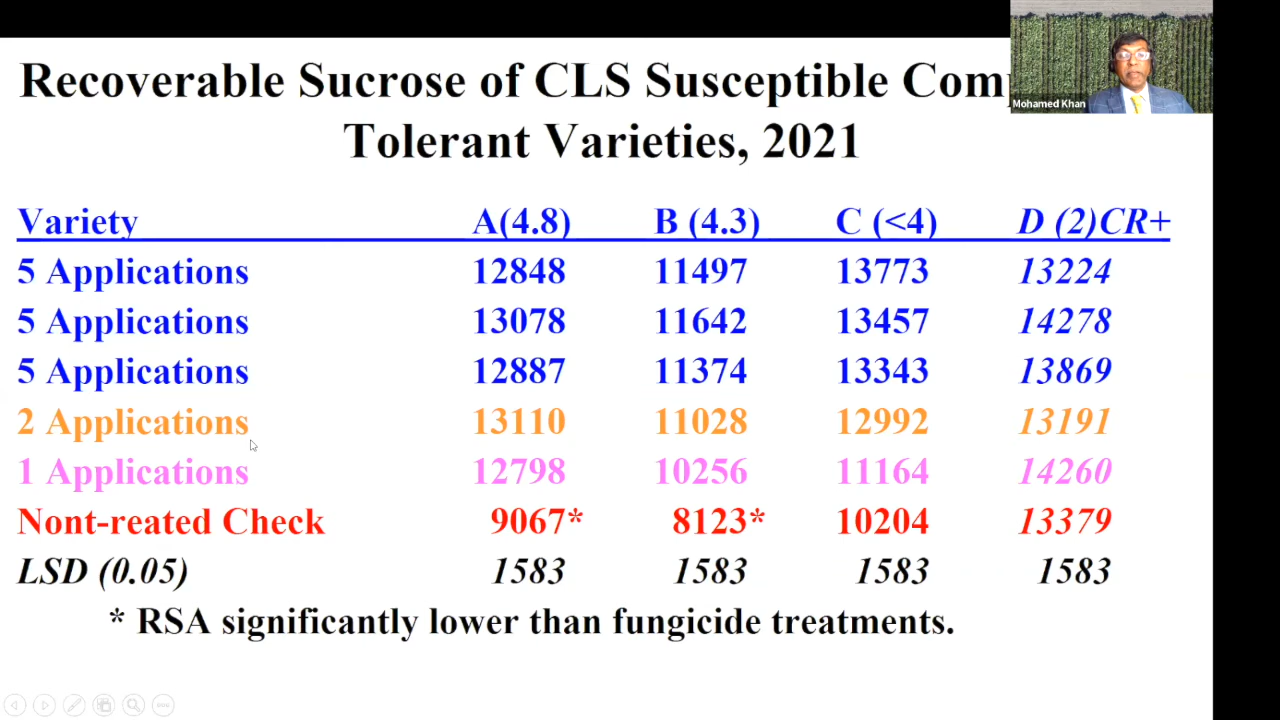 Recoverable Sucrose of CLS Susceptible
Tolerant Varieties, 2021
Mohamed Khan
Variety A(4.8) B (4.3) C (<4) D (2)CR+
5 Applications 12848 11497 13773 13224
5 Applications 13078 11642 13457 14278
5 Applications 12887 11374 13343 13869
2 Applications 13110 11028 12992 13191
1 Applications 12798 10256 11164 14260
Nont-reated Check 9067* 8123* 10204 13379
LSD (0.05) 1583 1583 1583 1583
* RSA significantly lower than fungicide treatments.